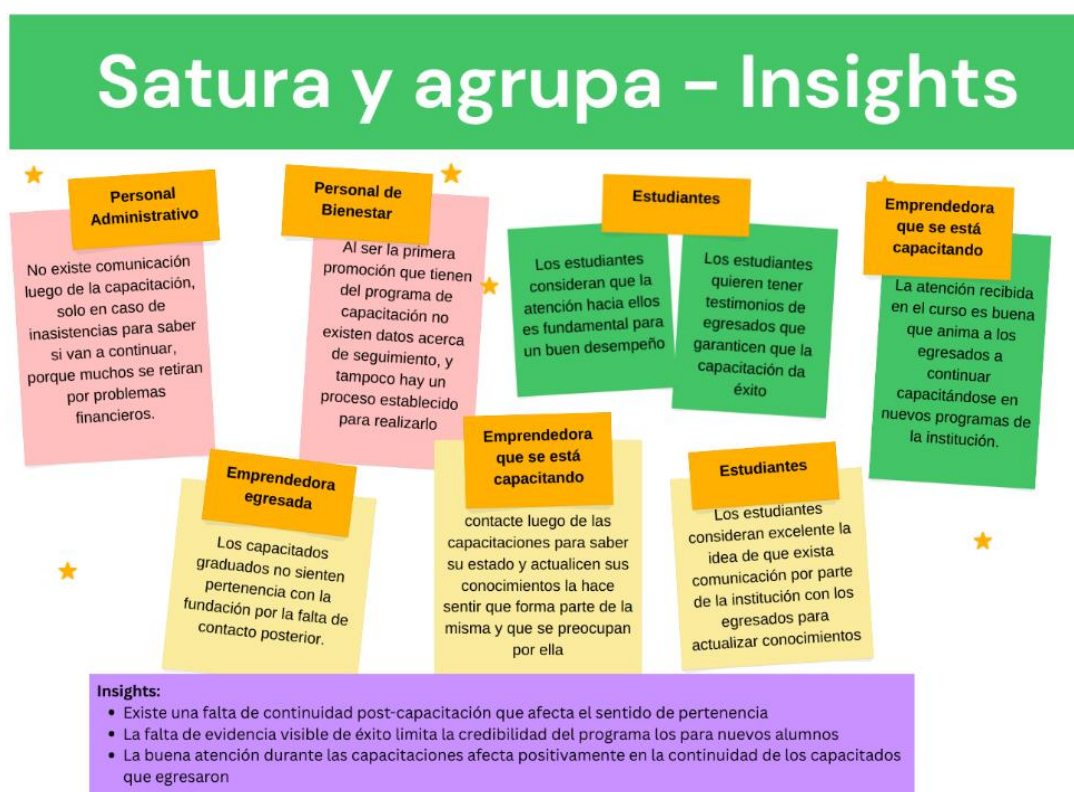 Satura y agrupa - Insights
Personal
Administrativo
No existe comunicación
luego de la capacitación,
solo en caso de
inasistencias para saber
si van a continuar,
porque muchos se retiran
por problemas
financieros.
Personal de
Bienestar
Al ser la primera
promoción que tienen
del programa de
capacitación no
existen datos acerca
de seguimiento, y
tampoco hay un
proceso establecido
para realizarlo
Estudiantes
Los estudiantes
consideran que la
atención hacia ellos
es fundamental para
un buen desempeño
Los estudiantes
quieren tener
testimonios de
egresados que
garanticen que la
capacitación da
éxito
Emprendedora
que se está
capacitando
La atención recibida
en el curso es buena
que anima a los
egresados a
continuar
capacitándose en
nuevos programas de
la institución.
Emprendedora
egresada
Los capacitados
graduados no sienten
pertenencia con la
fundación por la falta de
contacto posterior.
Emprendedora
que se está
capacitando
contacte luego de las
capacitaciones para saber
su estado y actualicen sus
conocimientos la hace
sentir que forma parte de la
misma y que se preocupan
por ella
Estudiantes
Los estudiantes
consideran excelente la
idea de que exista
comunicación por parte
de la institución con los
egresados para
actualizar conocimientos
Insights:
• Existe una falta de continuidad post-capacitación que afecta el sentido de pertenencia
• La falta de evidencia visible de éxito limita la credibilidad del programa los para nuevos alumnos
• La buena atención durante las capacitaciones afecta positivamente en la continuidad de los capacitados
que egresaron